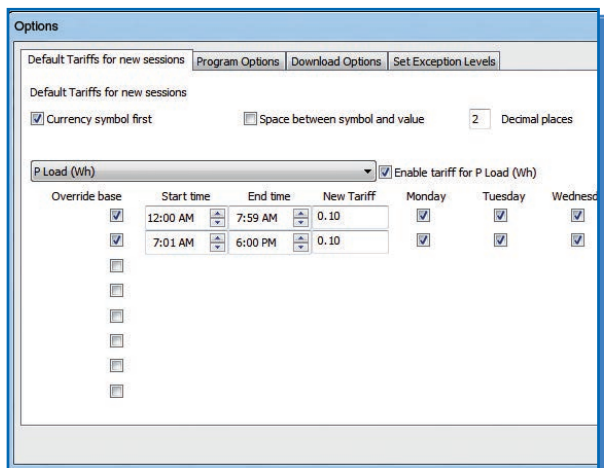 Options
Default Tariffs for new sessions Program Options Download Options Set Exception Levels
Default Tariffs for new sessions
Currency symbol first Space between symbol and value 2 Decimal places
P Load (Wh) Enable tariff for P Load (Wh)
Override base Start time End time New Tariff Monday Tuesday Wednesd
12:00 AM 7:59 AM 0.10
7:01 AM 6:00 PM 0.10